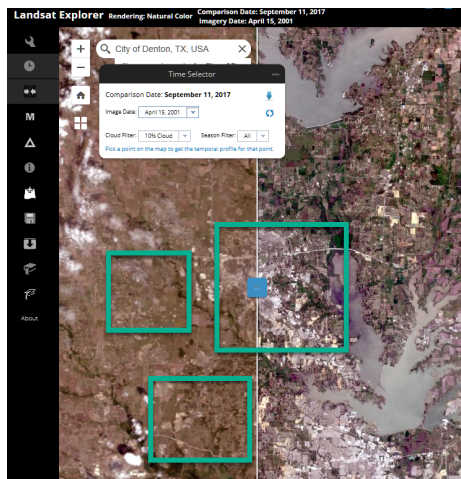 Landsat Explorer Rendering: Natural Color Comparison Date: September 11, 2017
Imagery Date: April 15, 2001
City of Denton, TX, USA
Time Selector
Comparison Date: September 11, 2017
Image Date: April 15, 2001
Cloud Filter: 10% Cloud Season Filter: All
Pick a point on the map to get the temporal profile for that point.
M
About